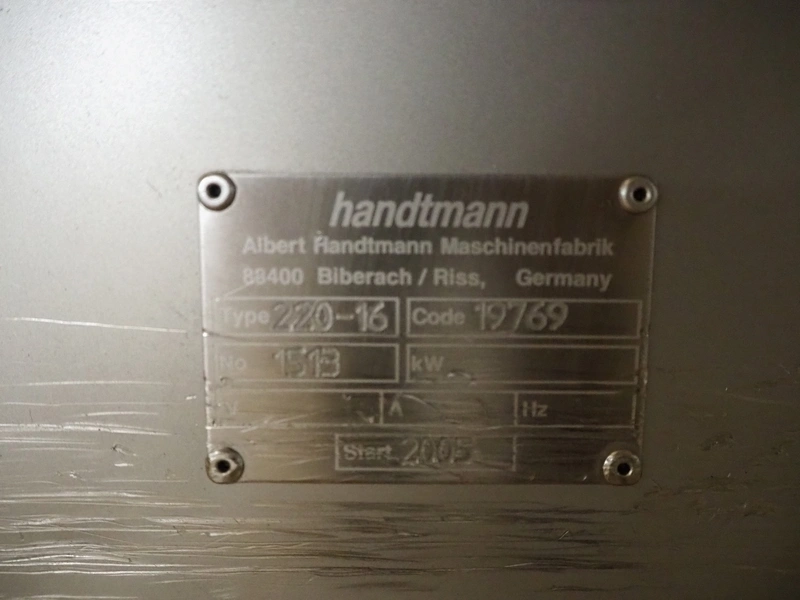 handtmann
Albert Handtmann Maschinenfabrik
88400 Biberach / Riss, Germany
Type 220-16 Code 19769
No 1513 kW
V A Hz
Start 2005